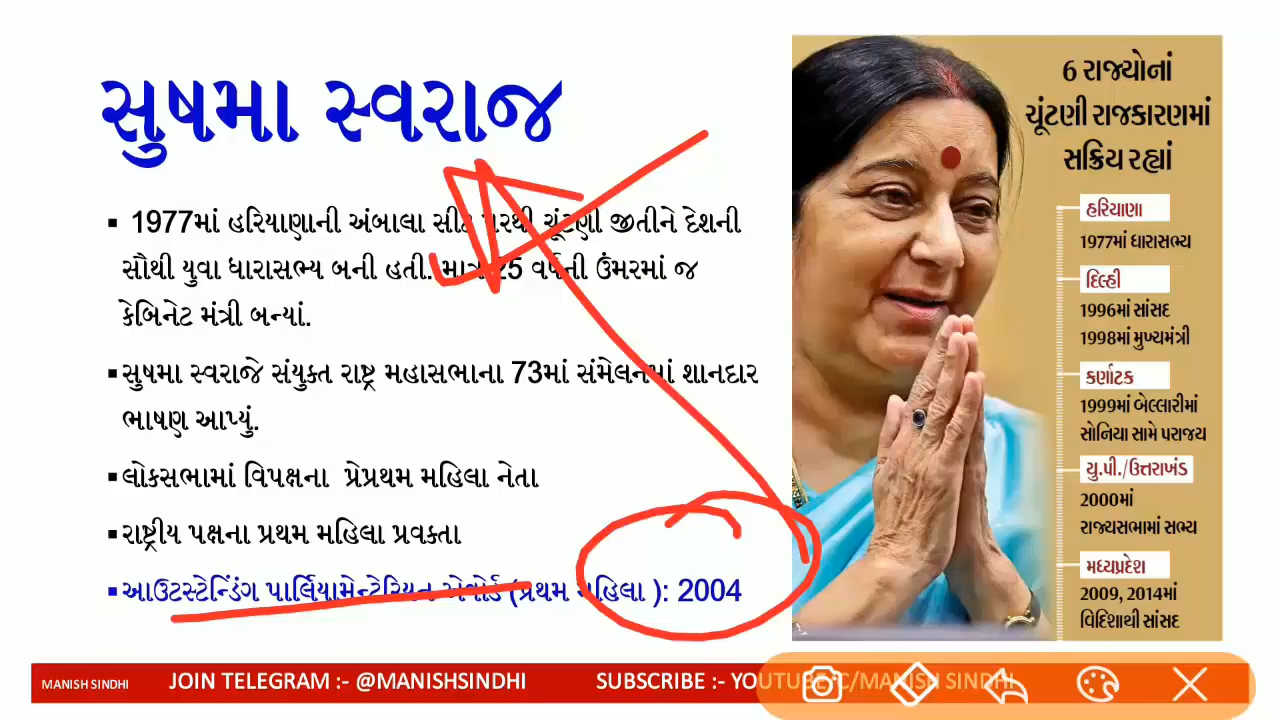 સુષમા સ્વરાજ
▪ 1977માં હરિયાણાની અંબાલા સીટ પરથી ચૂંટણી જીતીને દેશની
સૌથી યુવા ધારાસભ્ય બની હતી. માત્ર 25 વર્ષની ઉંમરમાં જ
કેબિનેટ મંત્રી બન્યાં.
▪સુષમા સ્વરાજે સંયુક્ત રાષ્ટ્ર મહાસભાના 73માં સંમેલનમાં શાનદાર
ભાષણ આપ્યું.
▪લોકસભામાં વિપક્ષના પ્રેપ્રથમ મહિલા નેતા
▪રાષ્ટ્રીય પક્ષના પ્રથમ મહિલા પ્રવક્તા
▪આઉટસ્ટેન્ડિંગ પાર્લિયામેન્ટેરિયન એવોર્ડ (પ્રથમ મહિલા ): 2004
6 રાજ્યોનાં
ચૂંટણી રાજકારણમાં
સક્રિય રહ્યાં
હરિયાણા
1977માં ધારાસભ્ય
દિલ્હી
1996માં સાંસદ
1998માં મુખ્યમંત્રી
કર્ણાટક
1999માં બેલ્લારીમાં
સોનિયા સામે પરાજય
યુ.પી./ઉત્તરાખંડ
2000માં
રાજ્યસભામાં સભ્ય
મધ્યપ્રદેશ
2009, 2014માં
વિદિશાથી સાંસદ
MANISH SINDHI JOIN TELEGRAM :- @MANISHSINDHI SUBSCRIBE :- YOUTUBE/C/MANISH SINDHI